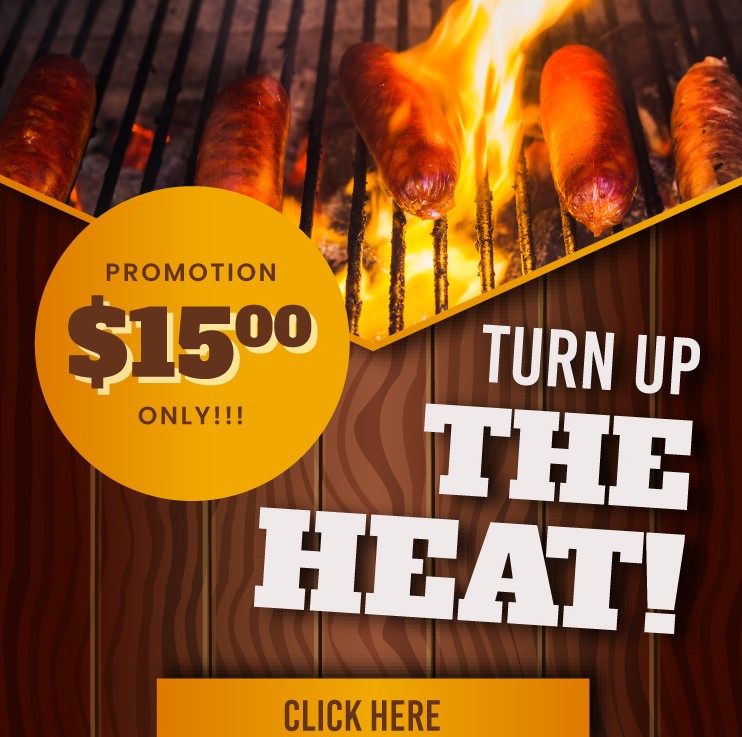 PROMOTION
$1500
ONLY!!!
TURN UP
THE
HEAT!
CLICK HERE